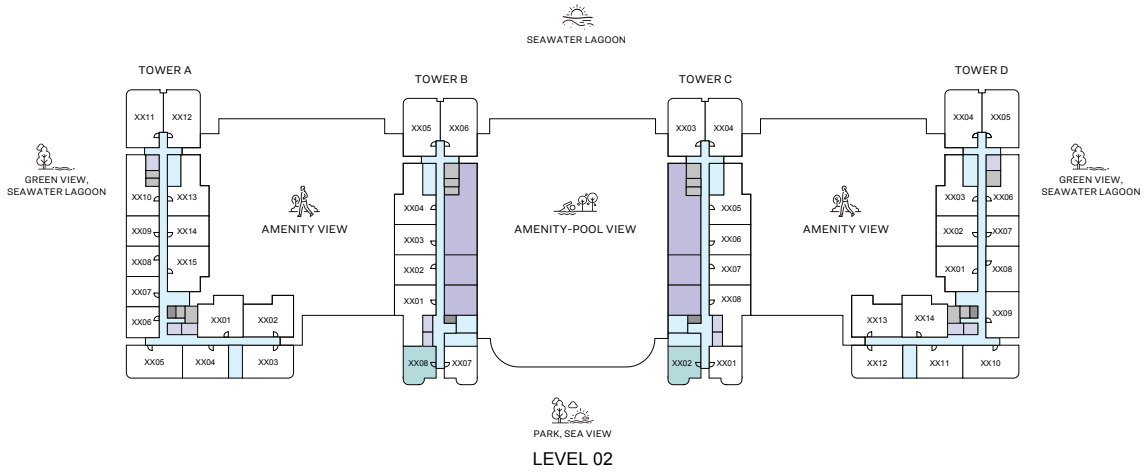 SEAWATER LAGOON
TOWER A
TOWER B
TOWER C
TOWER D
XX11
XX12
XX05
XX06
XX03
XX04
XX04
XX05
GREEN VIEW,
SEAWATER LAGOON
GREEN VIEW,
SEAWATER LAGOON
XX10
XX13
XX04
XX05
XX03
XX06
AMENITY VIEW
AMENITY-POOL VIEW
AMENITY VIEW
XX09
XX14
XX03
XX06
XX02
XX07
XX08
XX15
XX02
XX07
XX01
XX08
XX07
XX01
XX08
XX06
XX01
XX02
XX13
XX14
XX09
XX05
XX04
XX03
XX08
XX07
XX02
XX01
XX12
XX11
XX10
PARK, SEA VIEW
LEVEL 02